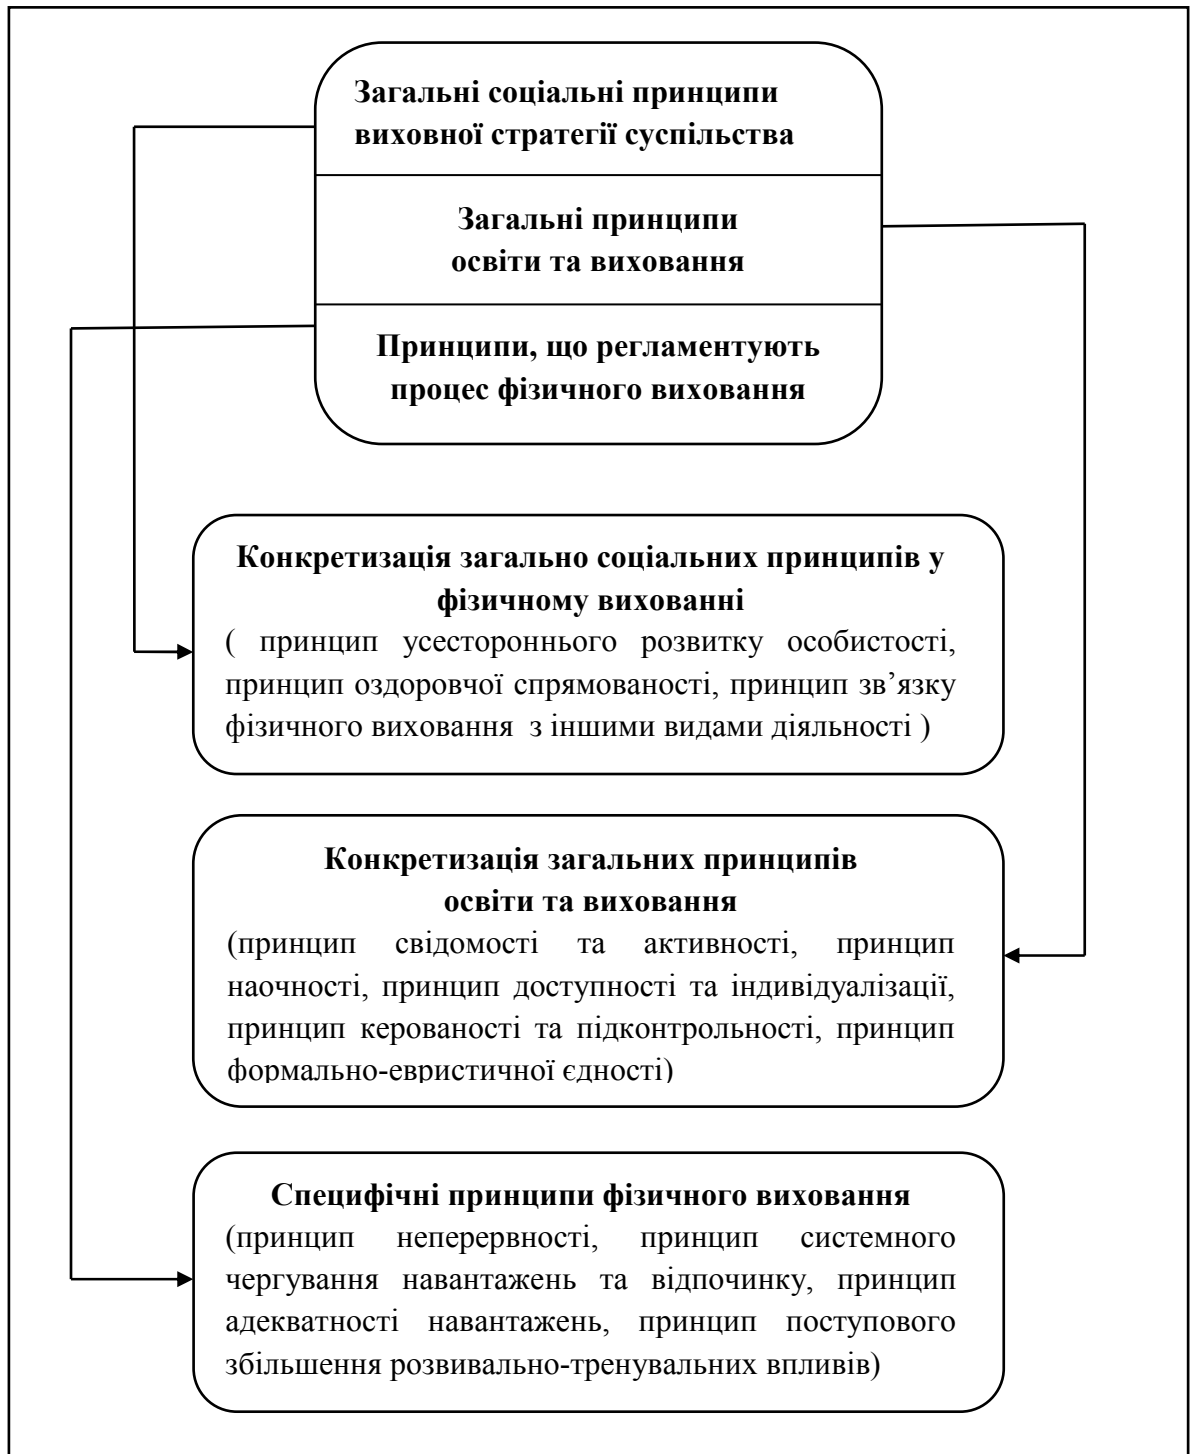 Загальні соціальні принципи
виховної стратегії суспільства
Загальні принципи
освіти та виховання
Принципи, що регламентують
процес фізичного виховання
Конкретизація загально соціальних принципів у
фізичному вихованні
( принцип усестороннього розвитку особистості,
принцип оздоровчої спрямованості, принцип зв’язку
фізичного виховання з іншими видами діяльності )
Конкретизація загальних принципів
освіти та виховання
(принцип свідомості та активності, принцип
наочності, принцип доступності та індивідуалізації,
принцип керованості та підконтрольності, принцип
формально-евристичної єдності)
Специфічні принципи фізичного виховання
(принцип неперервності, принцип системного
чергування навантажень та відпочинку, принцип
адекватності навантажень, принцип поступового
збільшення розвивально-тренувальних впливів)